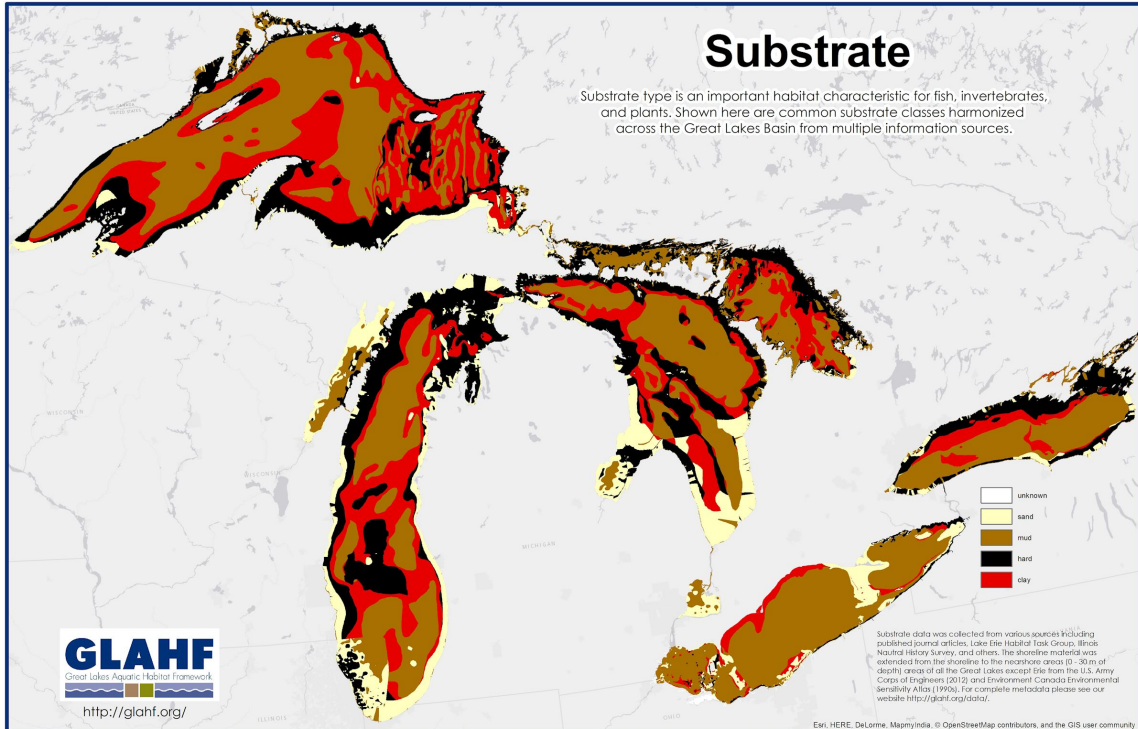 Substrate
Substrate type is an important habitat characteristic for fish, invertebrates,
and plants. Shown here are common substrate classes harmonized
across the Great Lakes Basin from multiple information sources.
WISCONSIN
WISCONSIN
MICHIGAN
unknown
sand
mud
hard
clay
GLAHF
Great Lakes Aquatic Habitat Framework
http://glahf.org/
ILLINOIS
OHIO
Substrate data was collected from various sources including
published journal articles, Lake Erie Habitat Task Group, Illinois
Nautral History Survey, and others. The shoreline material was
extended from the shoreline to the nearshore areas (0 - 30 m of
depth) areas of all the Great Lakes except Erie from the U.S. Army
Corps of Engineers (2012) and Environment Canada Environmental
Sensitivity Atlas (1990s). For complete metadata please see our
website http://glahf.org/data/.
Esri, HERE, DeLorme, MapmyIndia, © OpenStreetMap contributors, and the GIS user community